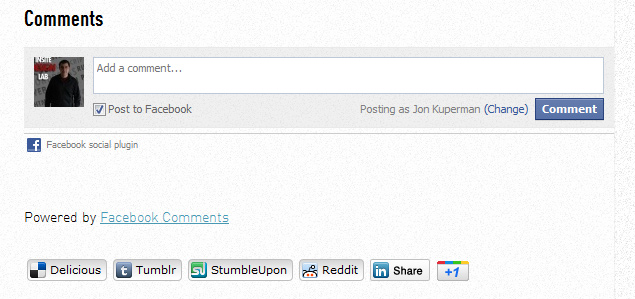 Comments
INSITE
LAB
Add a comment...
Post to Facebook
Posting as Jon Kuperman (Change) Comment
Facebook social plugin
Powered by Facebook Comments
Delicious Tumblr StumbleUpon Reddit Share +1